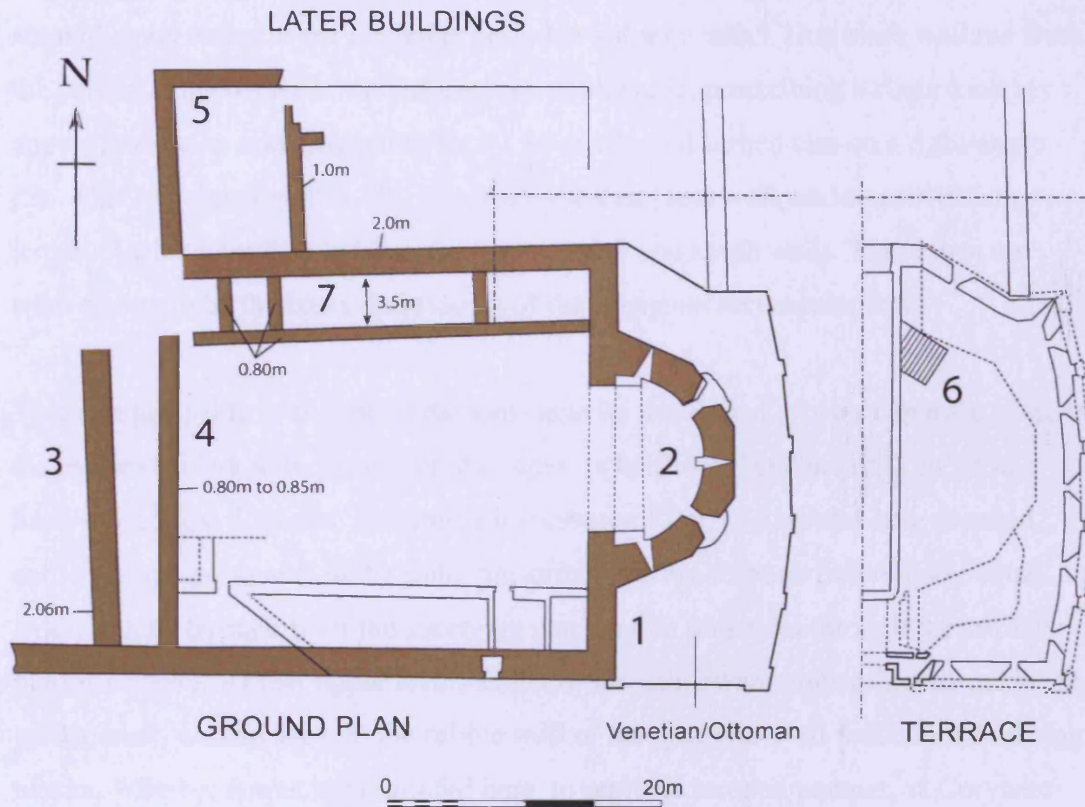 LATER BUILDINGS
N
5
1.0m
2.0m
7
3.5m
0.80m
3
4
2
6
0.80m to 0.85m
2.06m
1
GROUND PLAN
Venetian/Ottoman
TERRACE
0
20m